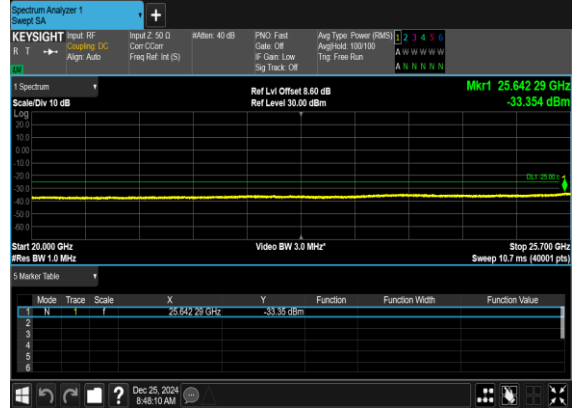 Spectrum Analyzer 1
Swept SA
KEYSIGHT Input: RF Input Z: 50 Ω #Atten: 40 dB PNO: Fast Avg Type: Power (RMS) 1 2 3 4 5 6
R T Coupling: DC Corr CCorr Gate: Off Avg|Hold: 100/100 A W W W W W
Align: Auto Freq Ref: Int (S) IF Gain: Low Trig: Free Run
Sig Track: Off A N N N N N
1 Spectrum
Ref Lvl Offset 8.60 dB Mkr1 25.642 29 GHz
Scale/Div 10 dB Ref Level 30.00 dBm -33.354 dBm
Log
20.0
10.0
0.00
-10.0
-20.0
DL1 -25.00
-30.0
-40.0
-50.0
-60.0
Start 20.000 GHz Video BW 3.0 MHz* Stop 25.700 GHz
#Res BW 1.0 MHz Sweep 10.7 ms (40001 pts)
5 Marker Table
Mode Trace Scale X Y Function Function Width Function Value
1 N 1 f 25.642 29 GHz -33.35 dBm
2
3
4
5
6
? Dec 25, 2024
8:48:10 AM